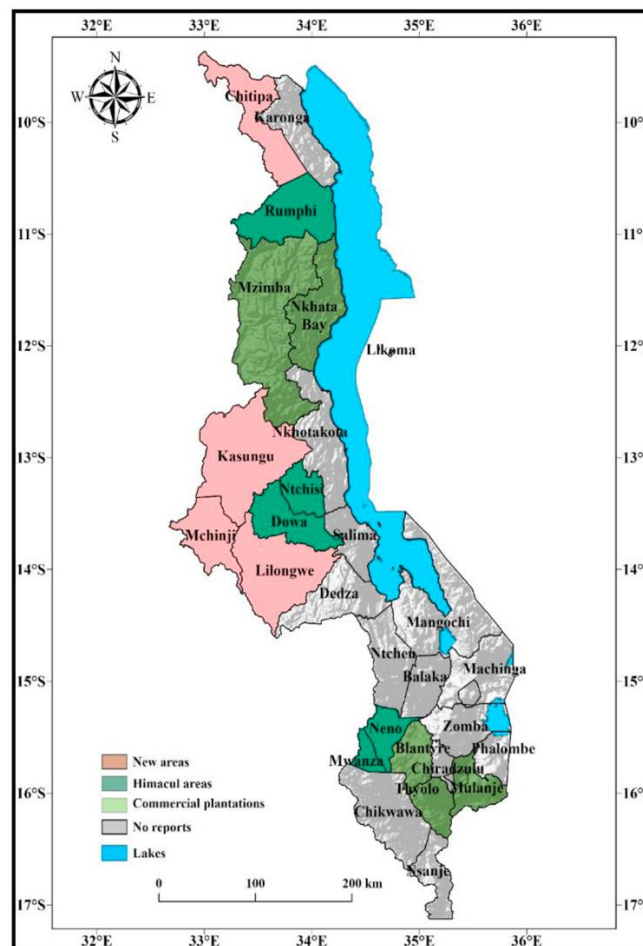 32°E 33°E 34°E 35°E 36°E
N
W E
S
Chitipa
Karonga
10°S 10°S
Rumphi
11°S 11°S
Mzimba
Nkhata
Bay
12°S 12°S
Likoma
Nkhotakota
13°S 13°S
Kasungu
Ntchisi
Dowa
Mchinji
Salima
14°S 14°S
Lilongwe
Dedza
Mangochi
Ntcheu
Machinga
Balaka
15°S 15°S
Zomba
Neno
Blantyre
Phalombe
Mwanza
Chiradzulu
Thyolo
Mulanje
16°S 16°S
Chikwawa
Nsanje
17°S 17°S
New areas
Himacul areas
Commercial plantations
No reports
Lakes
0 100 200 km
32°E 33°E 34°E 35°E 36°E